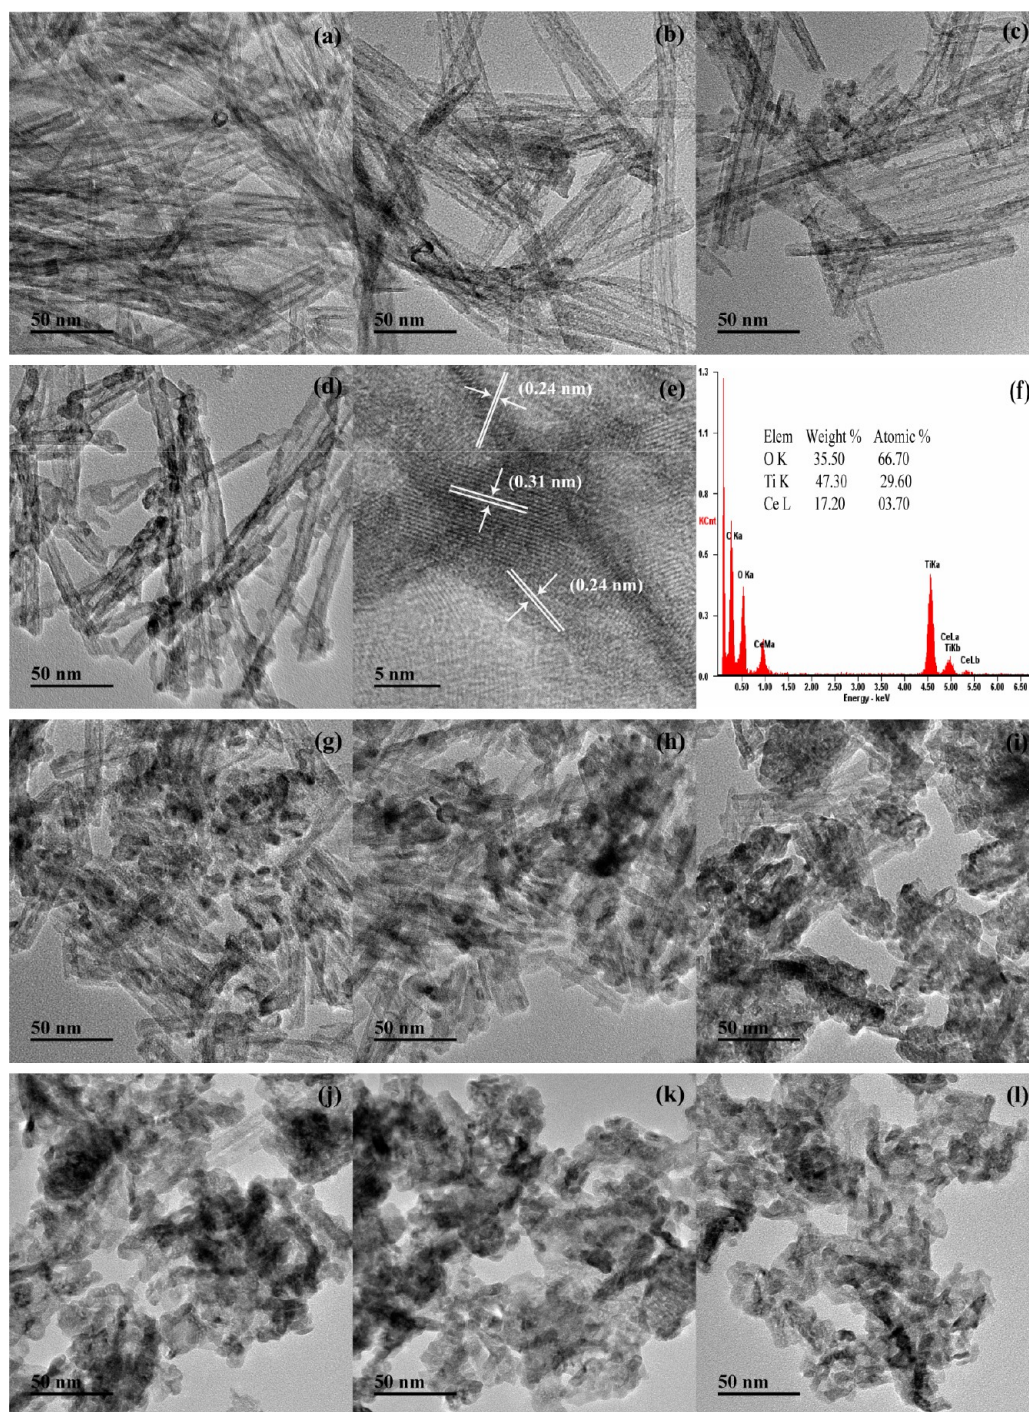 (a)
(b)
(c)
50 nm
50 nm
50 nm
(d)
(e)
(f)
(0.24 nm)
(0.31 nm)
(0.24 nm)
50 nm
5 nm
1.3
1.1
0.8
0.5
0.3
0.0
KCnt
Elem Weight % Atomic %
O K 35.50 66.70
Ti K 47.30 29.60
Ce L 17.20 03.70
C Ka
O Ka
CeMa
TiKa
CeLa
TiKb
CeLb
0.50 1.00 1.50 2.00 2.50 3.00 3.50 4.00 4.50 5.00 5.50 6.00 6.50
Energy - keV
(g)
(h)
(i)
50 nm
50 nm
50 nm
(j)
(k)
(l)
50 nm
50 nm
50 nm